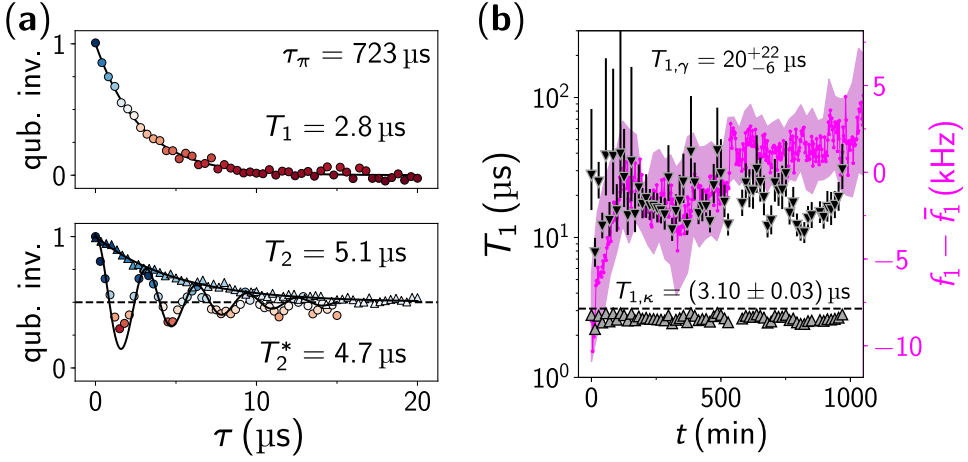 (a)
qub. inv.
1
0
τπ = 723 μs
T1 = 2.8 μs
qub. inv.
1
0
T2 = 5.1 μs
T2* = 4.7 μs
0 10 20
τ (μs)
(b)
T1 (μs)
10²
10¹
10⁰
T1,γ = 20+22−6 μs
T1,κ = (3.10 ± 0.03) μs
0 500 1000
t (min)
5
0
−5
−10
f1 − f̄1 (kHz)